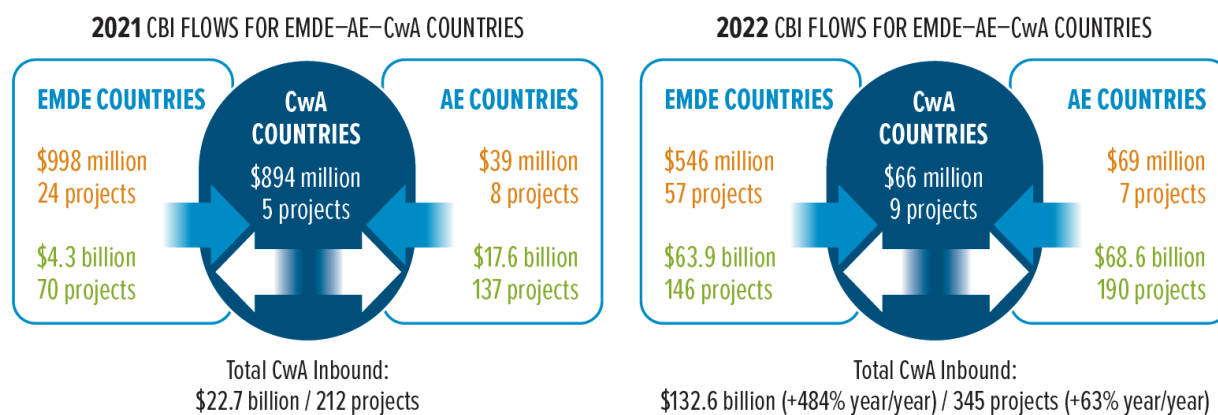 2021 CBI FLOWS FOR EMDE–AE–CwA COUNTRIES
EMDE COUNTRIES
$998 million
24 projects
$4.3 billion
70 projects
CwA
COUNTRIES
$894 million
5 projects
AE COUNTRIES
$39 million
8 projects
$17.6 billion
137 projects
Total CwA Inbound:
$22.7 billion / 212 projects
2022 CBI FLOWS FOR EMDE–AE–CwA COUNTRIES
EMDE COUNTRIES
$546 million
57 projects
$63.9 billion
146 projects
CwA
COUNTRIES
$66 million
9 projects
AE COUNTRIES
$69 million
7 projects
$68.6 billion
190 projects
Total CwA Inbound:
$132.6 billion (+484% year/year) / 345 projects (+63% year/year)